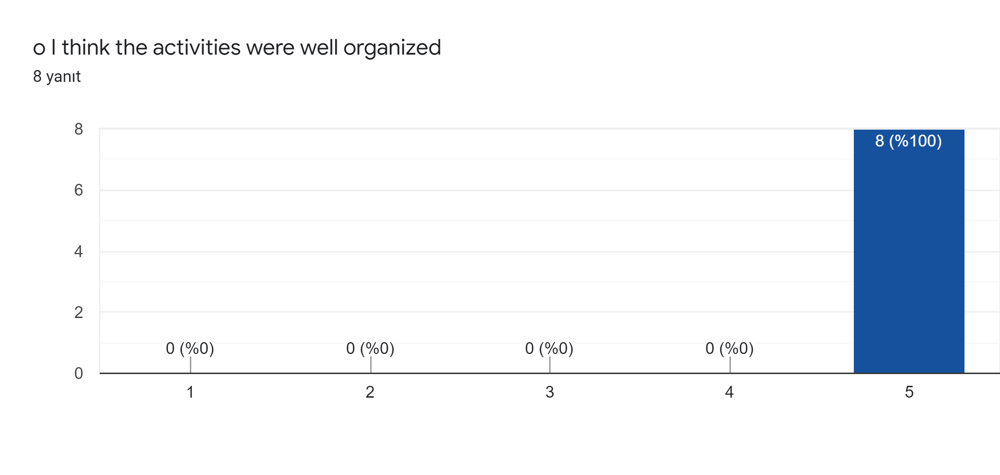 o I think the activities were well organized
8 yanıt
8
8 (%100)
6
4
2
0 (%0) 0 (%0) 0 (%0) 0 (%0)
0
1 2 3 4 5